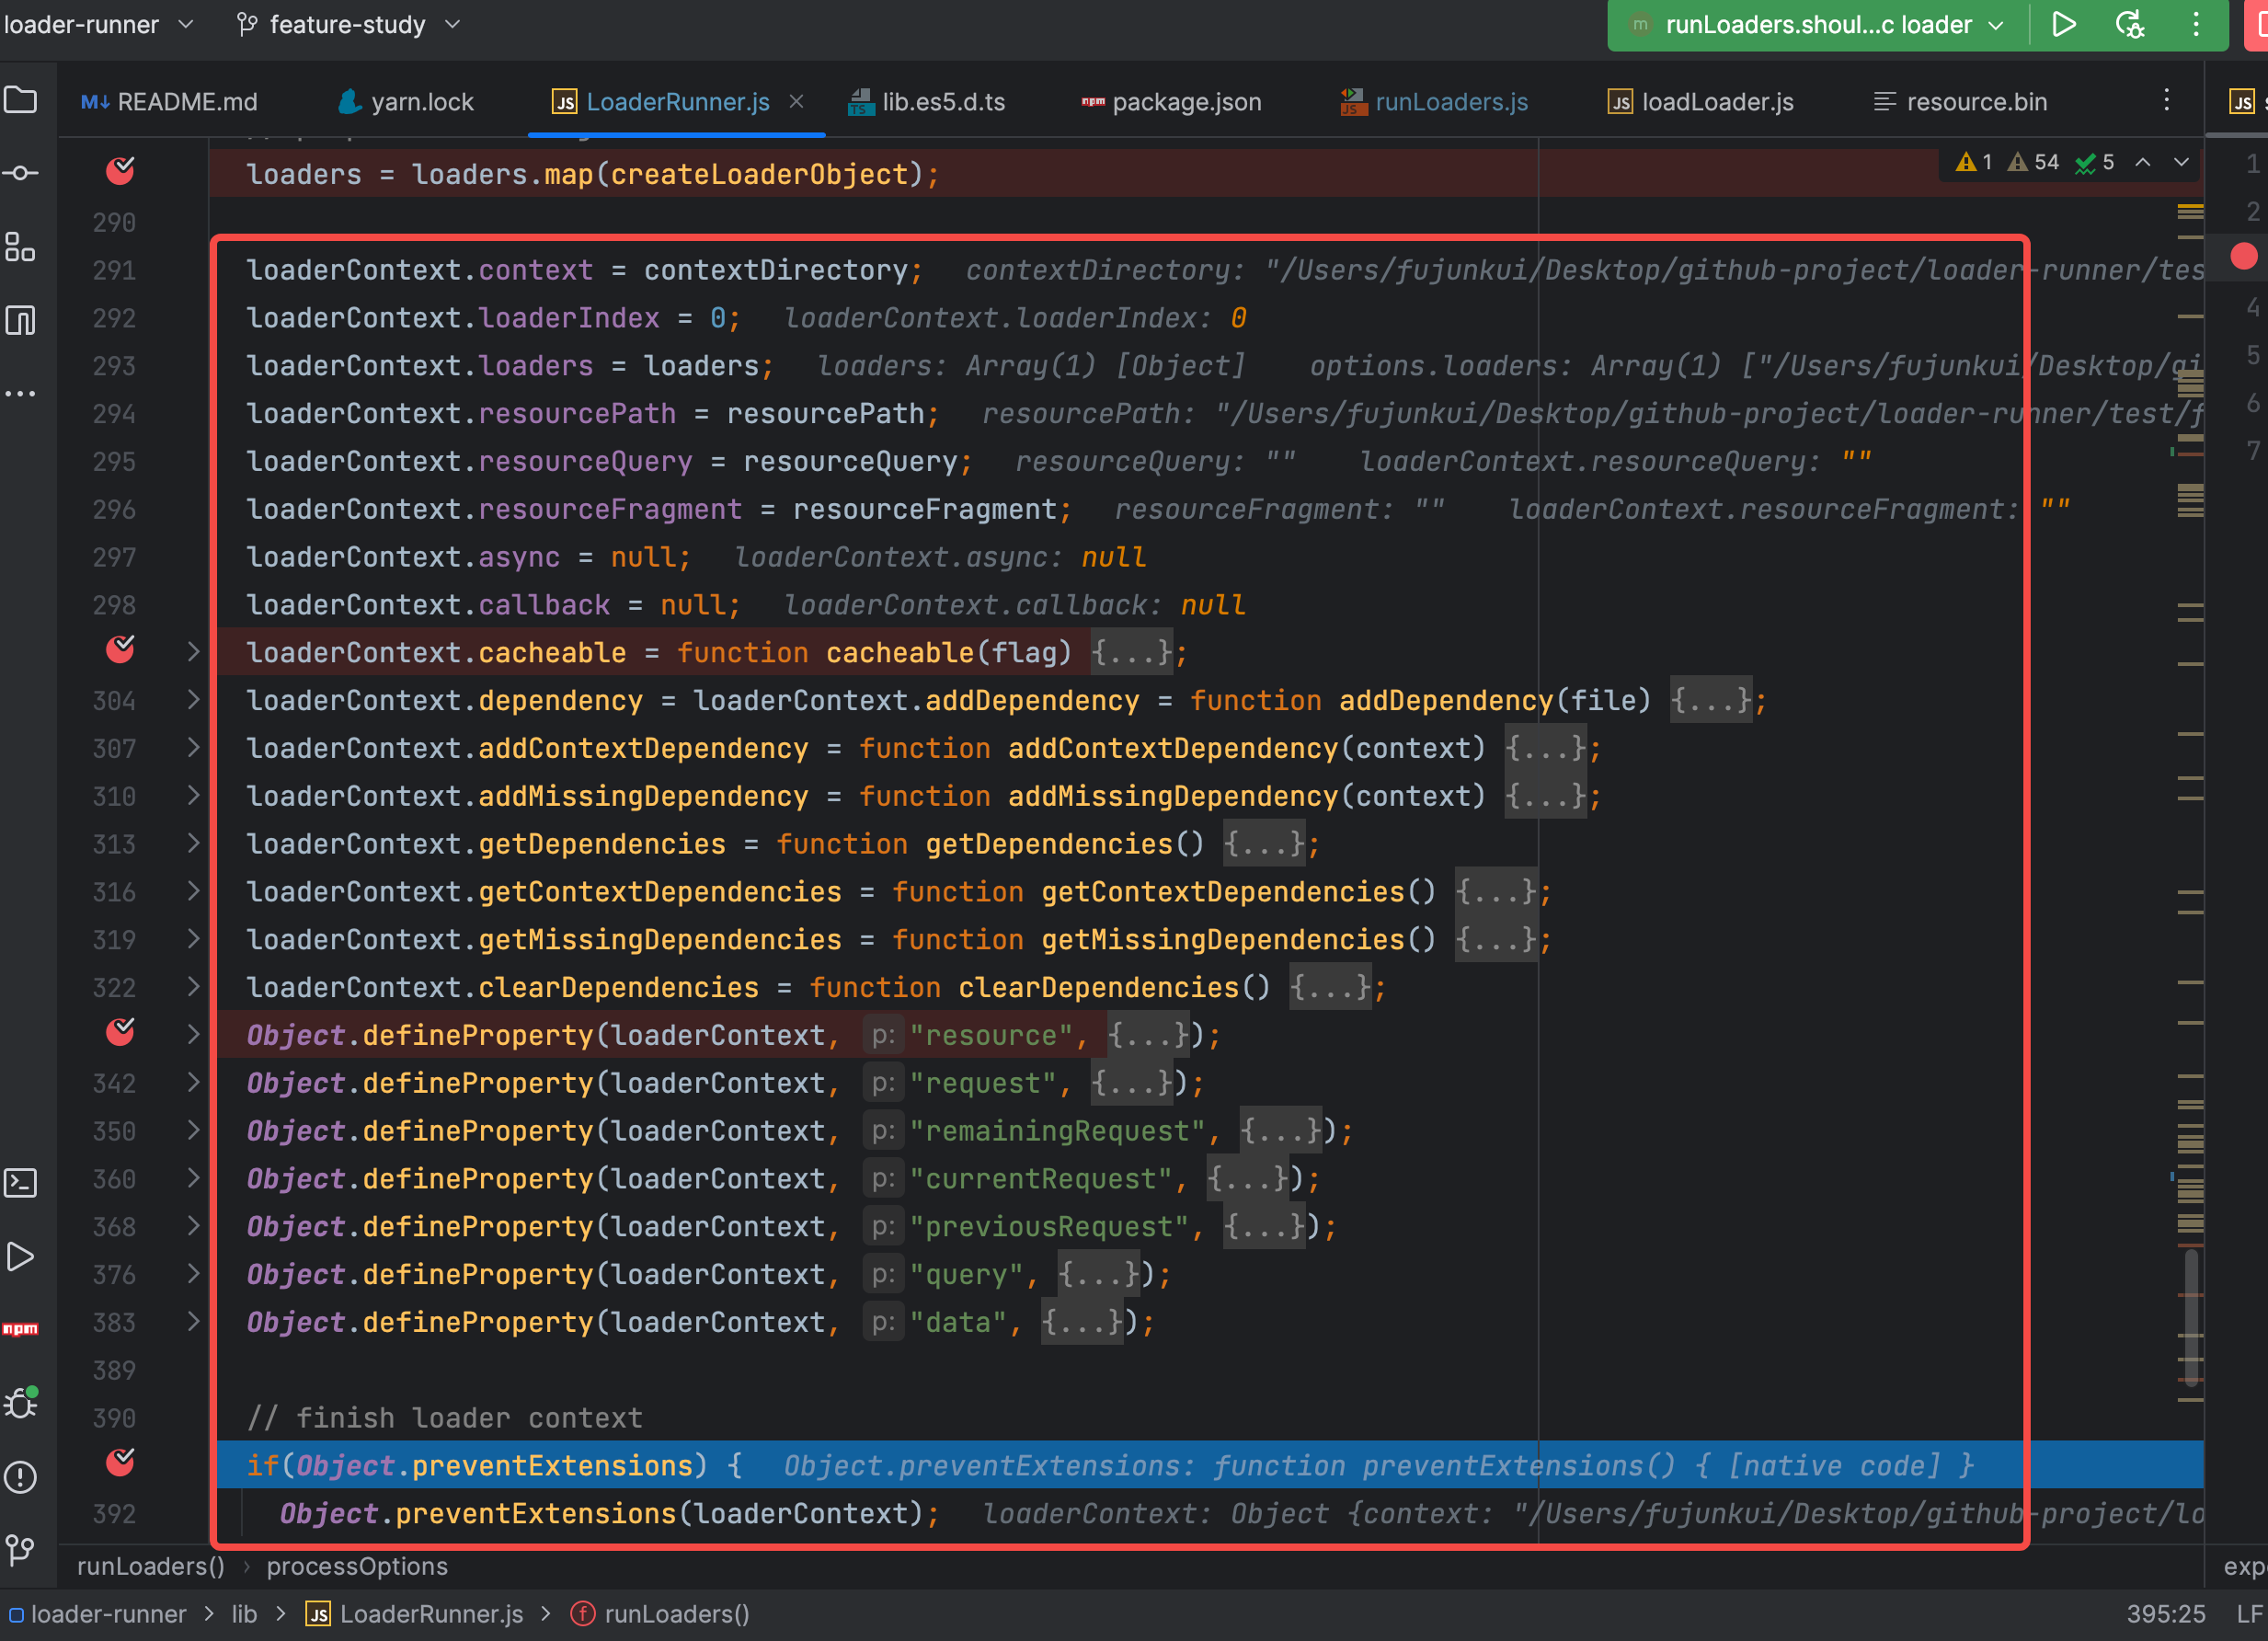 loader-runner feature-study runLoaders.shoul...c loader
README.md yarn.lock LoaderRunner.js lib.es5.d.ts package.json runLoaders.js loadLoader.js resource.bin
loaders = loaders.map(createLoaderObject); 1 54 5
290
291 loaderContext.context = contextDirectory; contextDirectory: "/Users/fujunkui/Desktop/github-project/loader-runner/tes
292 loaderContext.loaderIndex = 0; loaderContext.loaderIndex: 0
293 loaderContext.loaders = loaders; loaders: Array(1) [Object] options.loaders: Array(1) ["/Users/fujunkui/Desktop/gi
294 loaderContext.resourcePath = resourcePath; resourcePath: "/Users/fujunkui/Desktop/github-project/loader-runner/test/f
295 loaderContext.resourceQuery = resourceQuery; resourceQuery: "" loaderContext.resourceQuery: ""
296 loaderContext.resourceFragment = resourceFragment; resourceFragment: "" loaderContext.resourceFragment: ""
297 loaderContext.async = null; loaderContext.async: null
298 loaderContext.callback = null; loaderContext.callback: null
loaderContext.cacheable = function cacheable(flag) {...};
304 loaderContext.dependency = loaderContext.addDependency = function addDependency(file) {...};
307 loaderContext.addContextDependency = function addContextDependency(context) {...};
310 loaderContext.addMissingDependency = function addMissingDependency(context) {...};
313 loaderContext.getDependencies = function getDependencies() {...};
316 loaderContext.getContextDependencies = function getContextDependencies() {...};
319 loaderContext.getMissingDependencies = function getMissingDependencies() {...};
322 loaderContext.clearDependencies = function clearDependencies() {...};
Object.defineProperty(loaderContext, p: "resource", {...});
342 Object.defineProperty(loaderContext, p: "request", {...});
350 Object.defineProperty(loaderContext, p: "remainingRequest", {...});
360 Object.defineProperty(loaderContext, p: "currentRequest", {...});
368 Object.defineProperty(loaderContext, p: "previousRequest", {...});
376 Object.defineProperty(loaderContext, p: "query", {...});
383 Object.defineProperty(loaderContext, p: "data", {...});
389
390 // finish loader context
if(Object.preventExtensions) { Object.preventExtensions: function preventExtensions() { [native code] }
392 Object.preventExtensions(loaderContext); loaderContext: Object {context: "/Users/fujunkui/Desktop/github-project/lo
1
2
4
5
6
7
runLoaders() › processOptions exp
loader-runner > lib > LoaderRunner.js > runLoaders() 395:25 LF